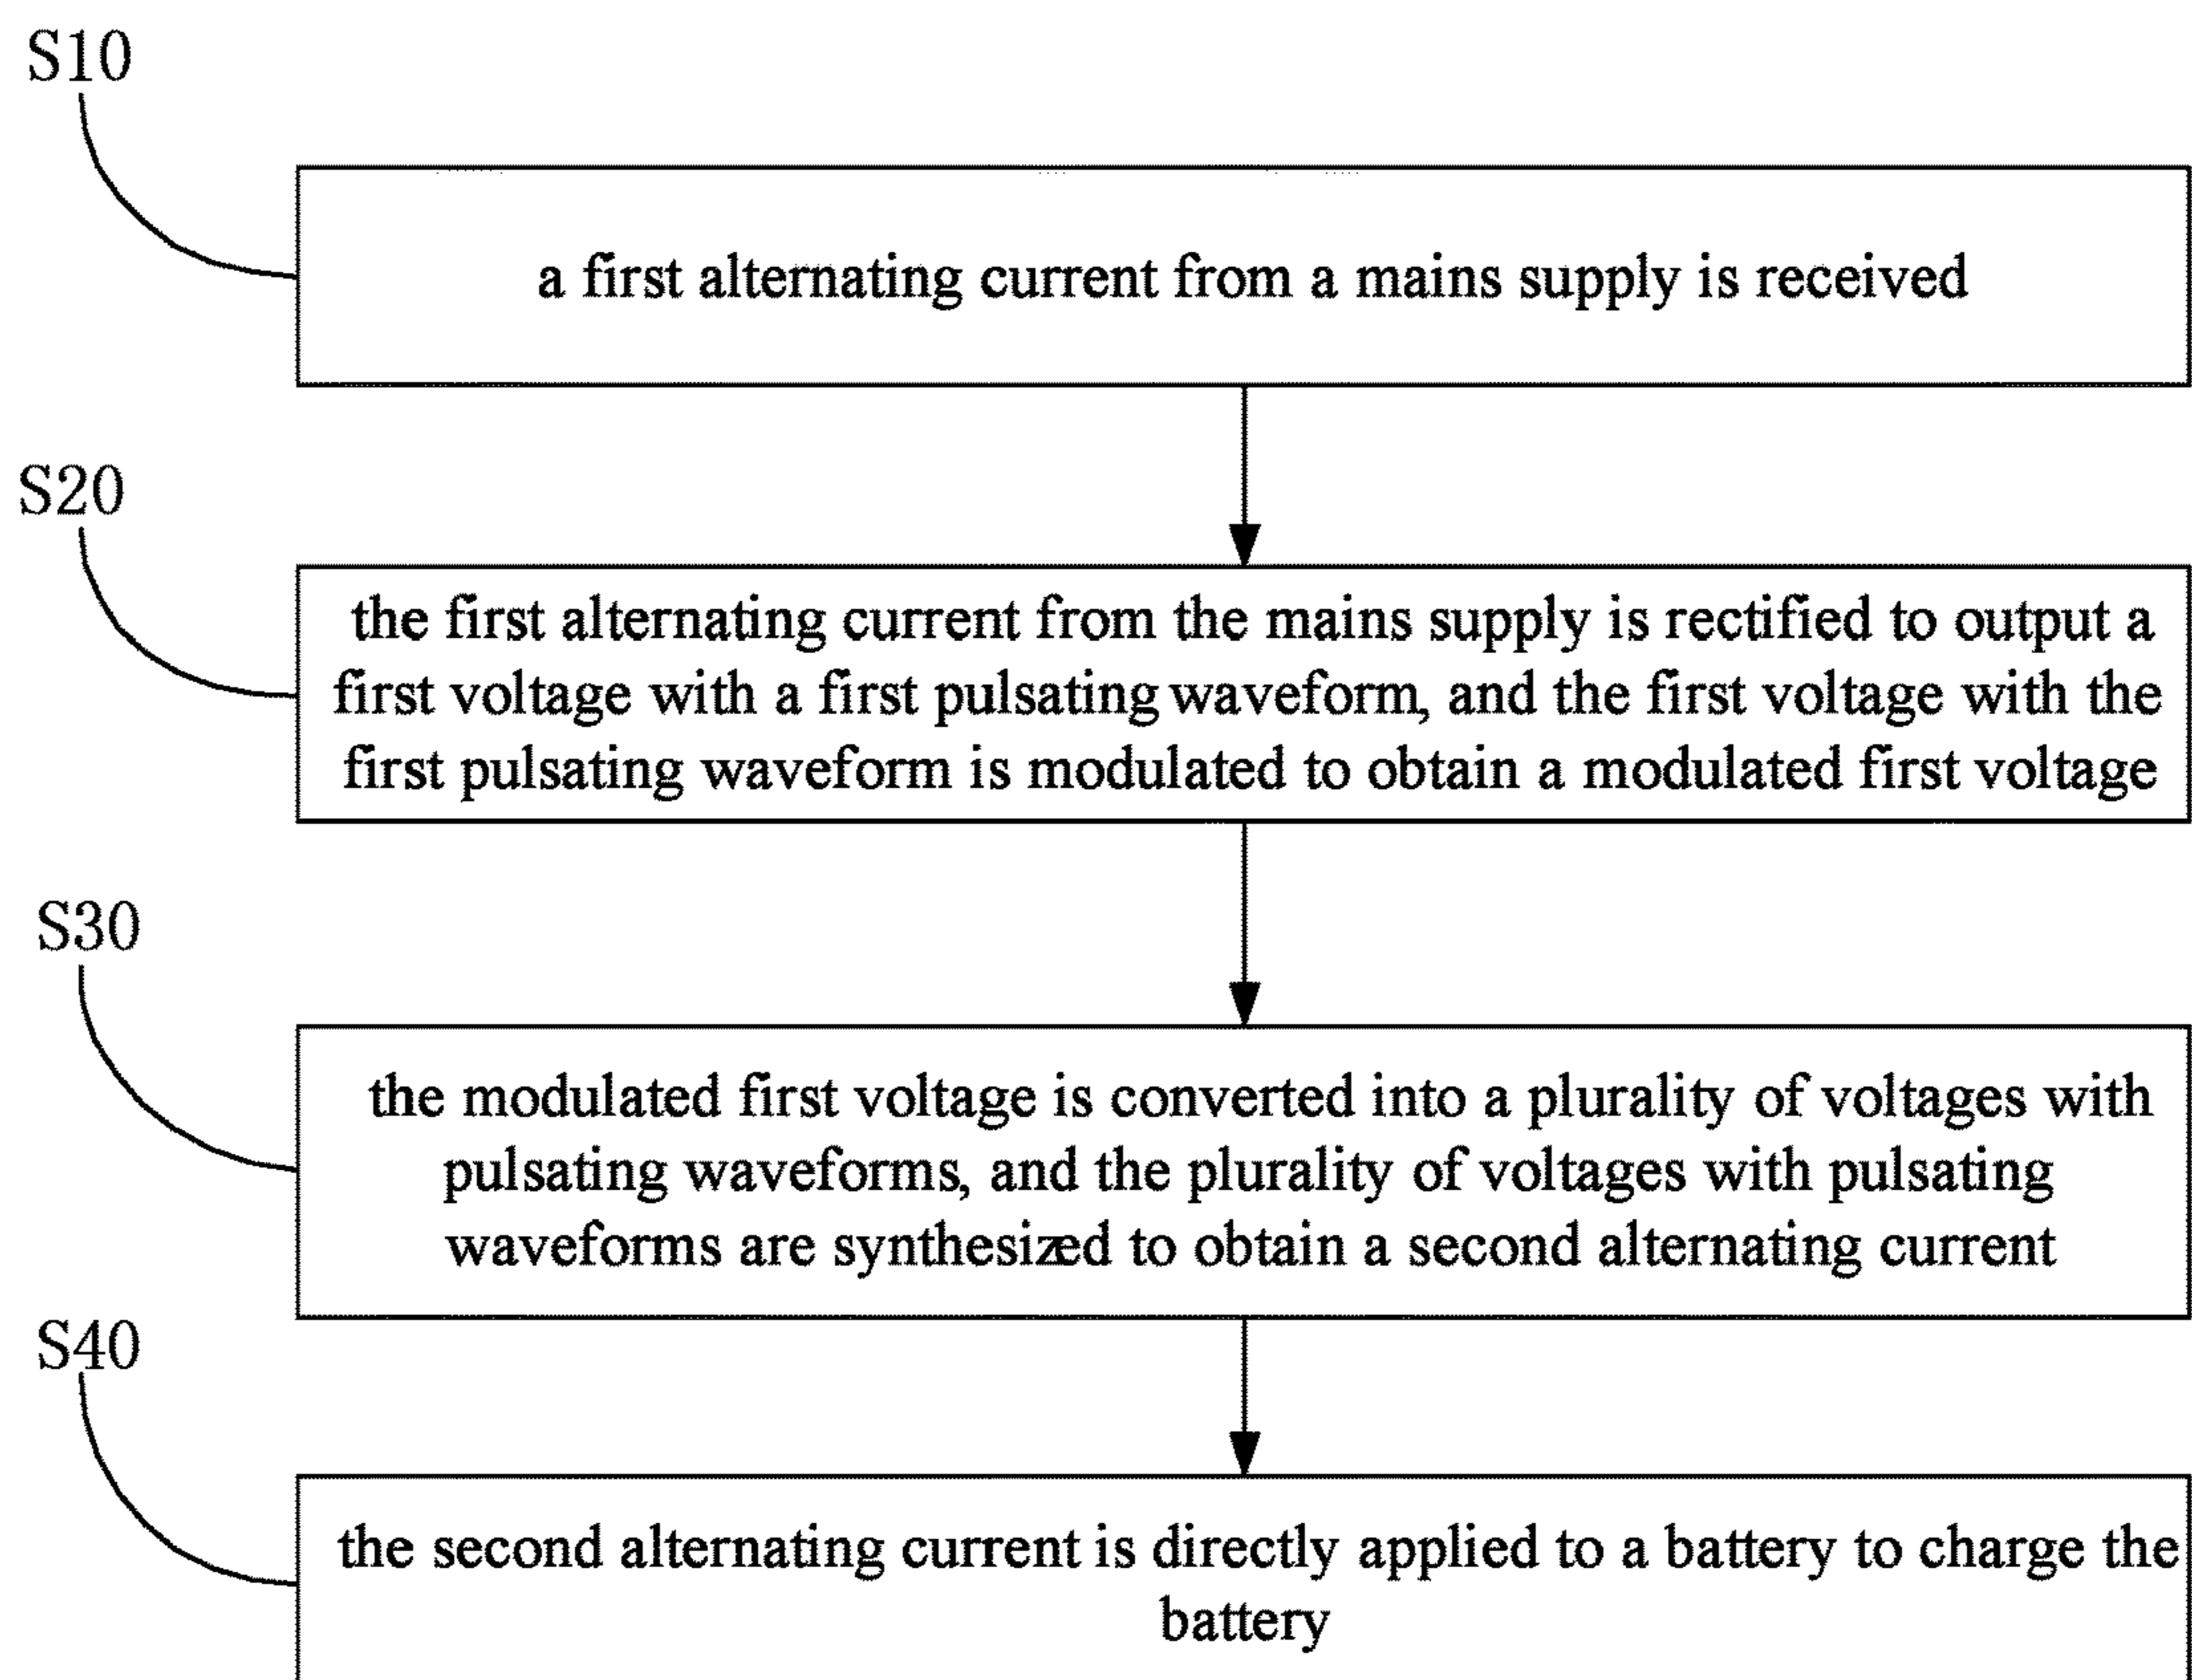 S10
a first alternating current from a mains supply is received
S20
the first alternating current from the mains supply is rectified to output a
first voltage with a first pulsating waveform, and the first voltage with the
first pulsating waveform is modulated to obtain a modulated first voltage
S30
the modulated first voltage is converted into a plurality of voltages with
pulsating waveforms, and the plurality of voltages with pulsating
waveforms are synthesized to obtain a second alternating current
S40
the second alternating current is directly applied to a battery to charge the
battery